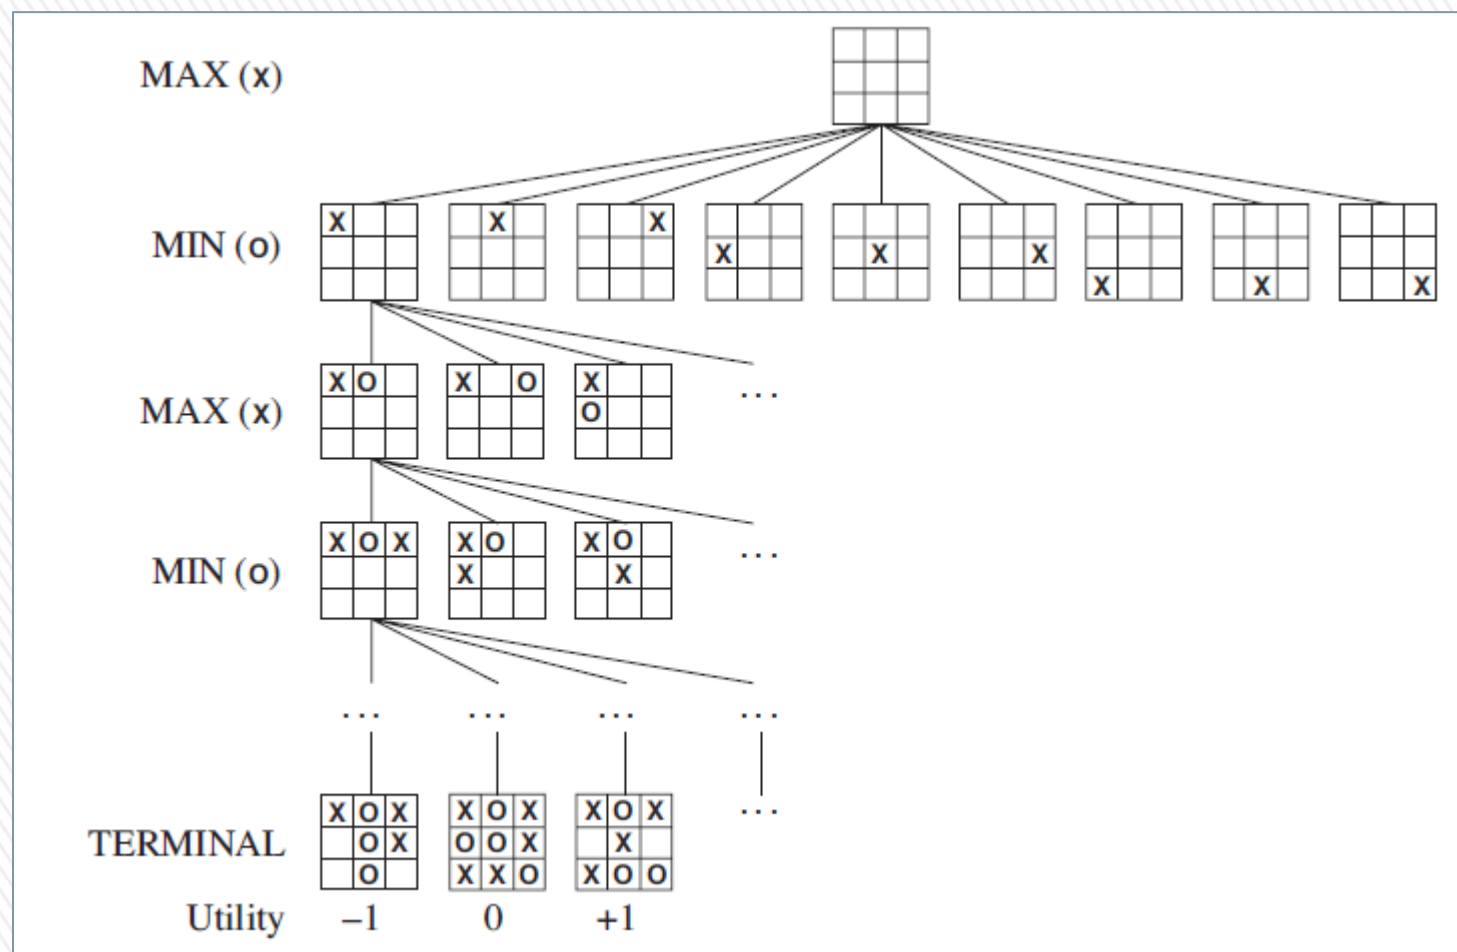 MAX (x)
MIN (o)
X X X X X X X X X
MAX (x)
X O
X O
X
O
...
MIN (o)
X O X
X O
X
X O
X
...
... ... ... ...
TERMINAL
X O X
O X
O
X O X
O O X
X X O
X O X
X
X O O
...
Utility –1 0 +1